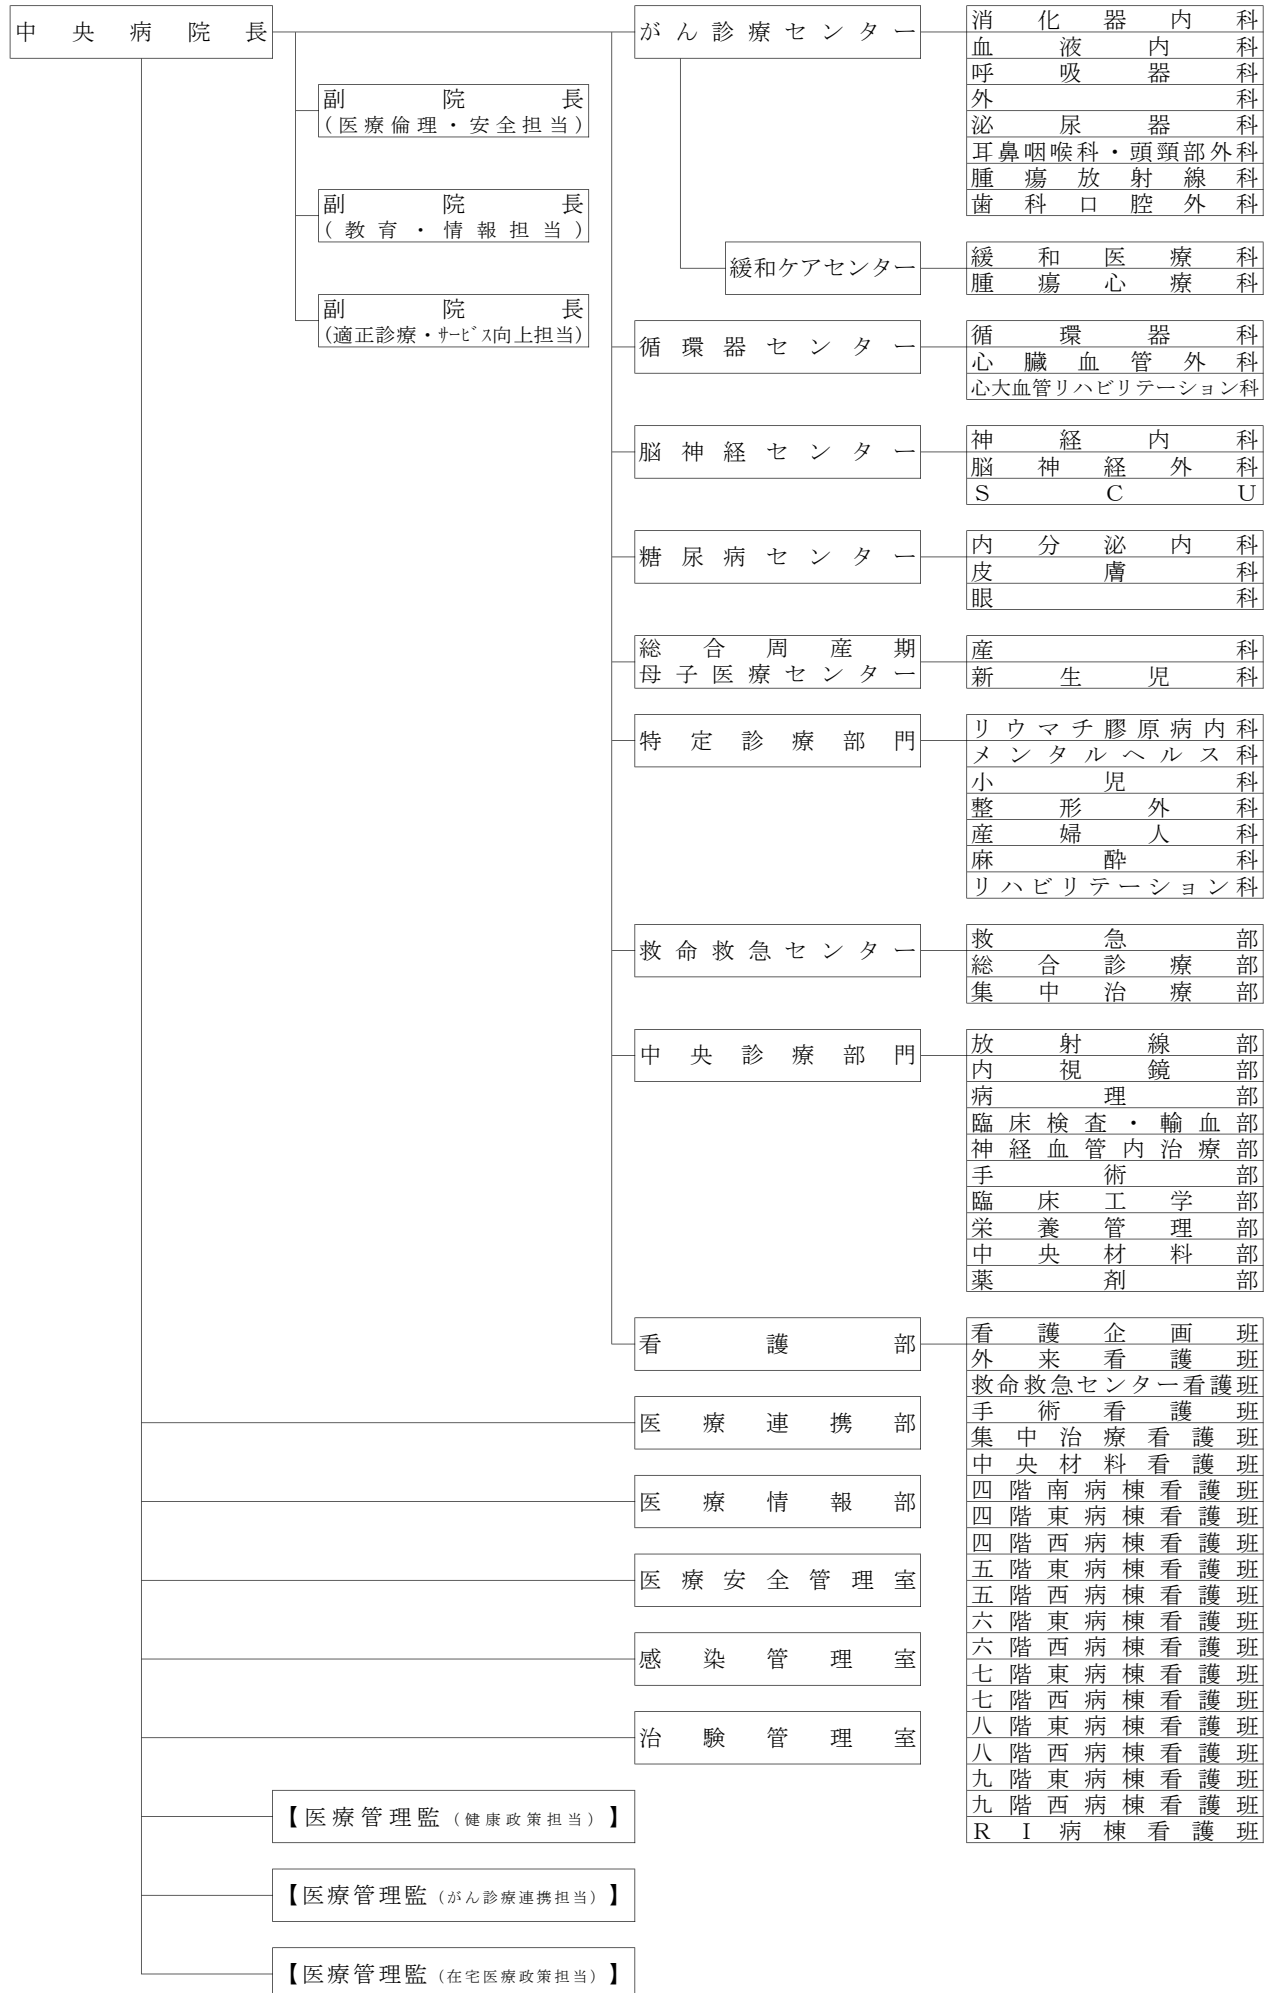 中央病院長
副院長
(医療倫理・安全担当)
副院長
(教育・情報担当)
副院長
(適正診療・ｻｰﾋﾞｽ向上担当)
がん診療センター
消化器内科
血液内科
呼吸器科
外科
泌尿器科
耳鼻咽喉科・頭頸部外科
腫瘍放射線科
歯科口腔外科
緩和ケアセンター
緩和医療科
腫瘍心療科
循環器センター
循環器科
心臓血管外科
心大血管リハビリテーション科
脳神経センター
神経内科
脳神経外科
ＳＣＵ
糖尿病センター
内分泌内科
皮膚科
眼科
総合周産期
母子医療センター
産科
新生児科
特定診療部門
リウマチ膠原病内科
メンタルヘルス科
小児科
整形外科
産婦人科
麻酔科
リハビリテーション科
救命救急センター
救急部
総合診療部
集中治療部
中央診療部門
放射線部
内視鏡部
病理部
臨床検査・輸血部
神経血管内治療部
手術部
臨床工学部
栄養管理部
中央材料部
薬剤部
看護部
看護企画班
外来看護班
救命救急センター看護班
手術看護班
集中治療看護班
中央材料看護班
四階南病棟看護班
四階東病棟看護班
四階西病棟看護班
五階東病棟看護班
五階西病棟看護班
六階東病棟看護班
六階西病棟看護班
七階東病棟看護班
七階西病棟看護班
八階東病棟看護班
八階西病棟看護班
九階東病棟看護班
九階西病棟看護班
ＲＩ病棟看護班
医療連携部
医療情報部
医療安全管理室
感染管理室
治験管理室
【医療管理監（健康政策担当）】
【医療管理監（がん診療連携担当）】
【医療管理監（在宅医療政策担当）】